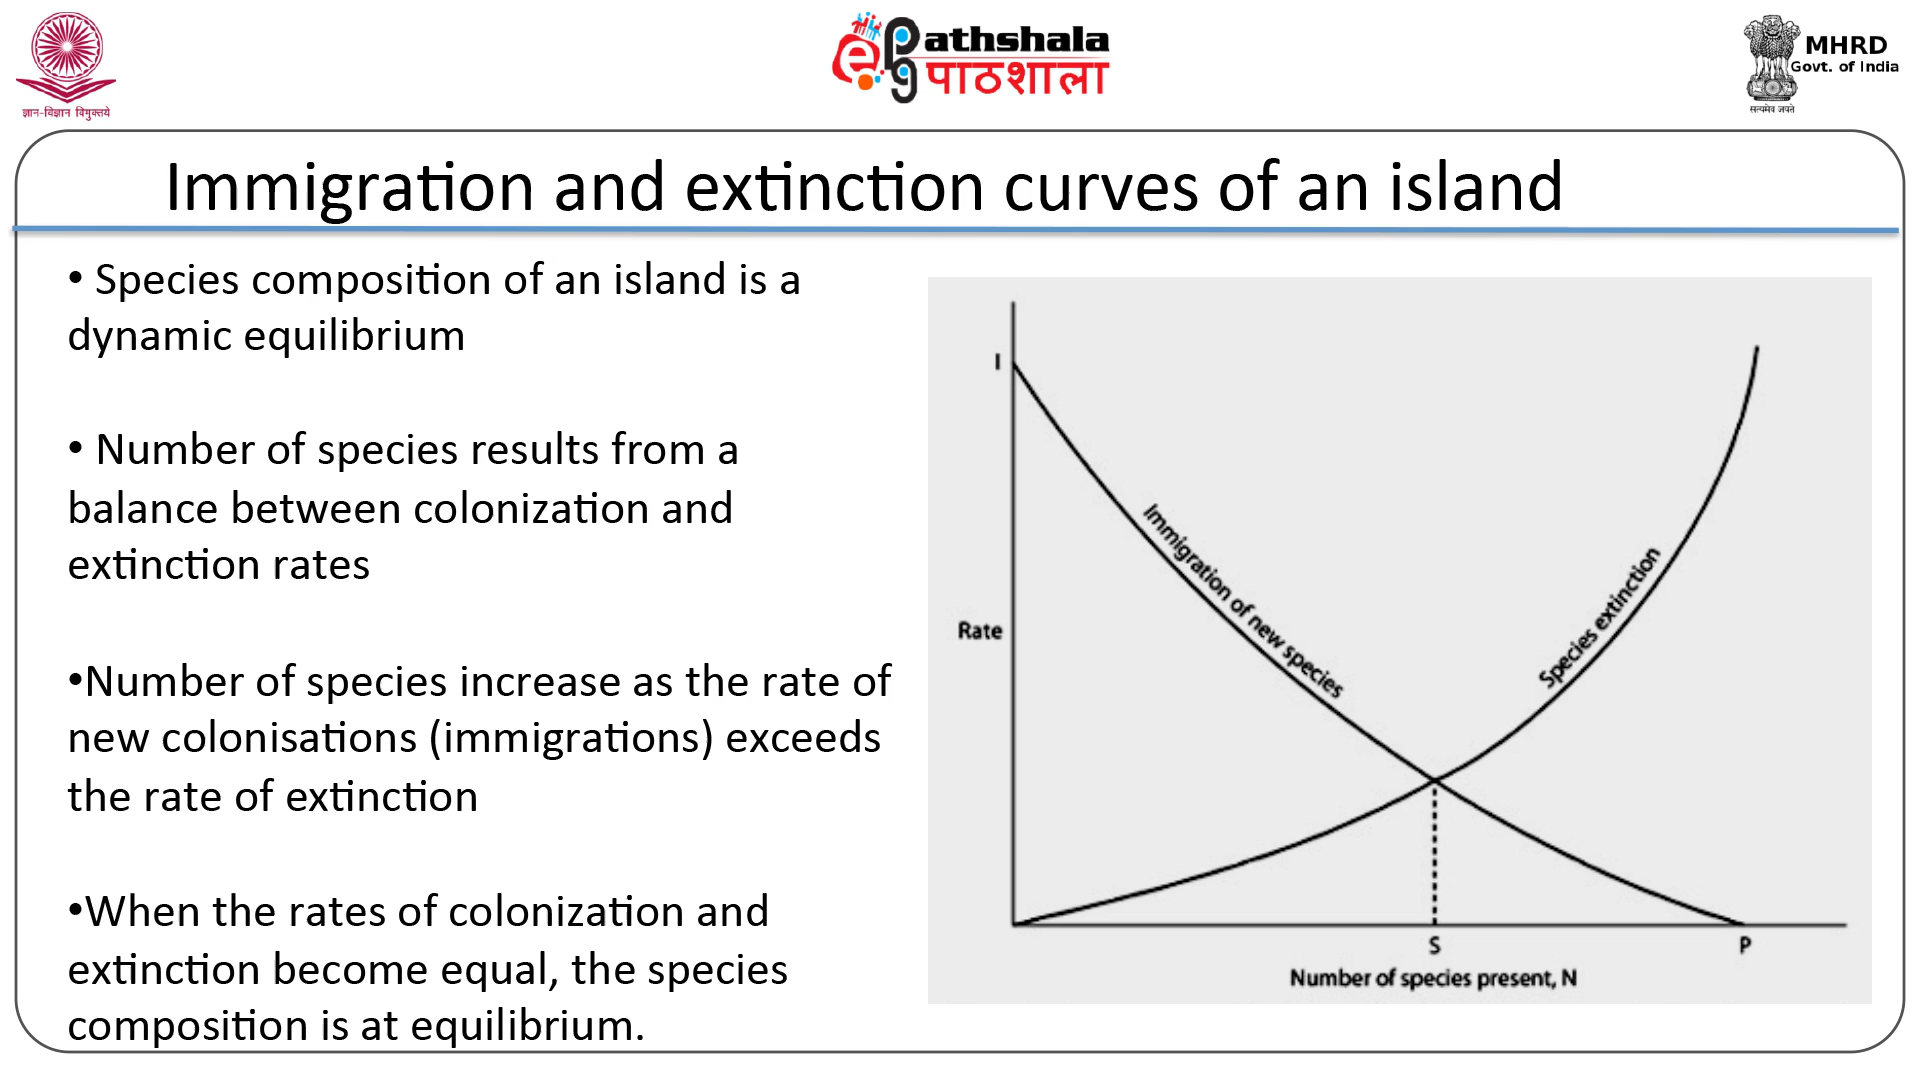 ज्ञान-विज्ञान विमुक्तये
e pg Pathshala
पाठशाला
MHRD
Govt. of India
सत्यमेव जयते
Immigration and extinction curves of an island
• Species composition of an island is a
dynamic equilibrium
• Number of species results from a
balance between colonization and
extinction rates
•Number of species increase as the rate of
new colonisations (immigrations) exceeds
the rate of extinction
•When the rates of colonization and
extinction become equal, the species
composition is at equilibrium.
I
Immigration of new species
Species extinction
Rate
S
P
Number of species present, N